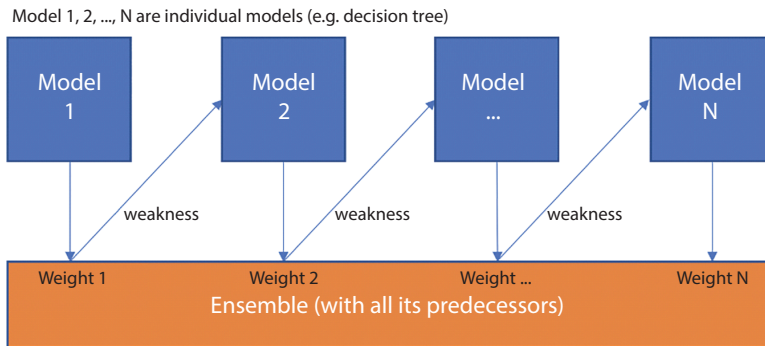 Model 1, 2, ..., N are individual models (e.g. decision tree)
Model
1
Model
2
Model
...
Model
N
weakness
weakness
weakness
Weight 1
Weight 2
Weight ...
Weight N
Ensemble (with all its predecessors)